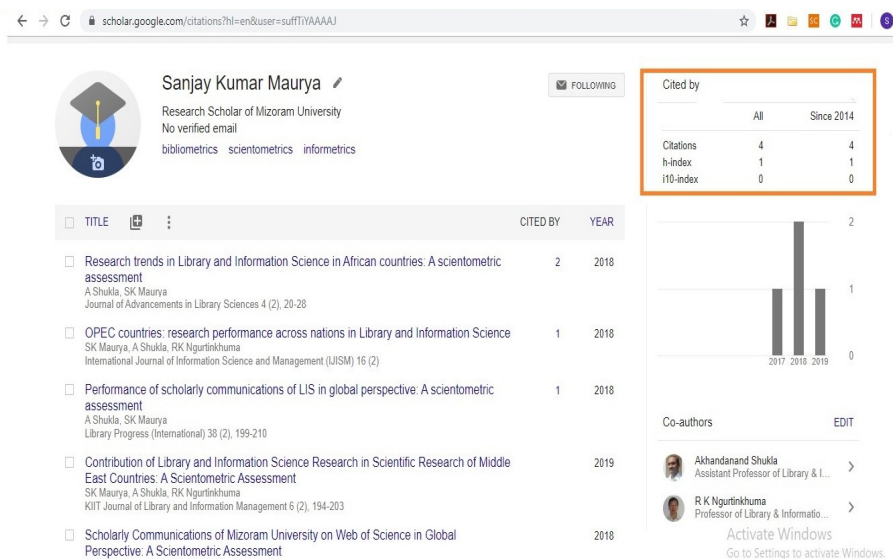 scholar.google.com/citations?hl=en&user=suffTiYAAAAJ
Sanjay Kumar Maurya
FOLLOWING
Research Scholar of Mizoram University
No verified email
bibliometrics scientometrics informetrics
Cited by
All Since 2014
Citations 4 4
h-index 1 1
i10-index 0 0
TITLE CITED BY YEAR
Research trends in Library and Information Science in African countries: A scientometric 2 2018
assessment
A Shukla, SK Maurya
Journal of Advancements in Library Sciences 4 (2), 20-28
OPEC countries: research performance across nations in Library and Information Science 1 2018
SK Maurya, A Shukla, RK Ngurtinkhuma
International Journal of Information Science and Management (IJISM) 16 (2)
Performance of scholarly communications of LIS in global perspective: A scientometric 1 2018
assessment
A Shukla, SK Maurya
Library Progress (International) 38 (2), 199-210
Contribution of Library and Information Science Research in Scientific Research of Middle 2019
East Countries: A Scientometric Assessment
SK Maurya, A Shukla, RK Ngurtinkhuma
KIIT Journal of Library and Information Management 6 (2), 194-203
Scholarly Communications of Mizoram University on Web of Science in Global 2018
Perspective: A Scientometric Assessment
2
1
0
2017 2018 2019
Co-authors EDIT
Akhandanand Shukla
Assistant Professor of Library & I...
R K Ngurtinkhuma
Professor of Library & Informatio...
Activate Windows
Go to Settings to activate Windows.